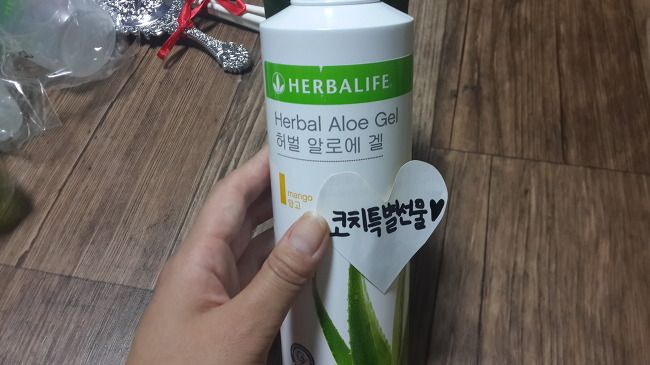 HERBALIFE
Herbal Aloe Gel
허벌 알로에 겔
mango
망고
코치특별선물♥